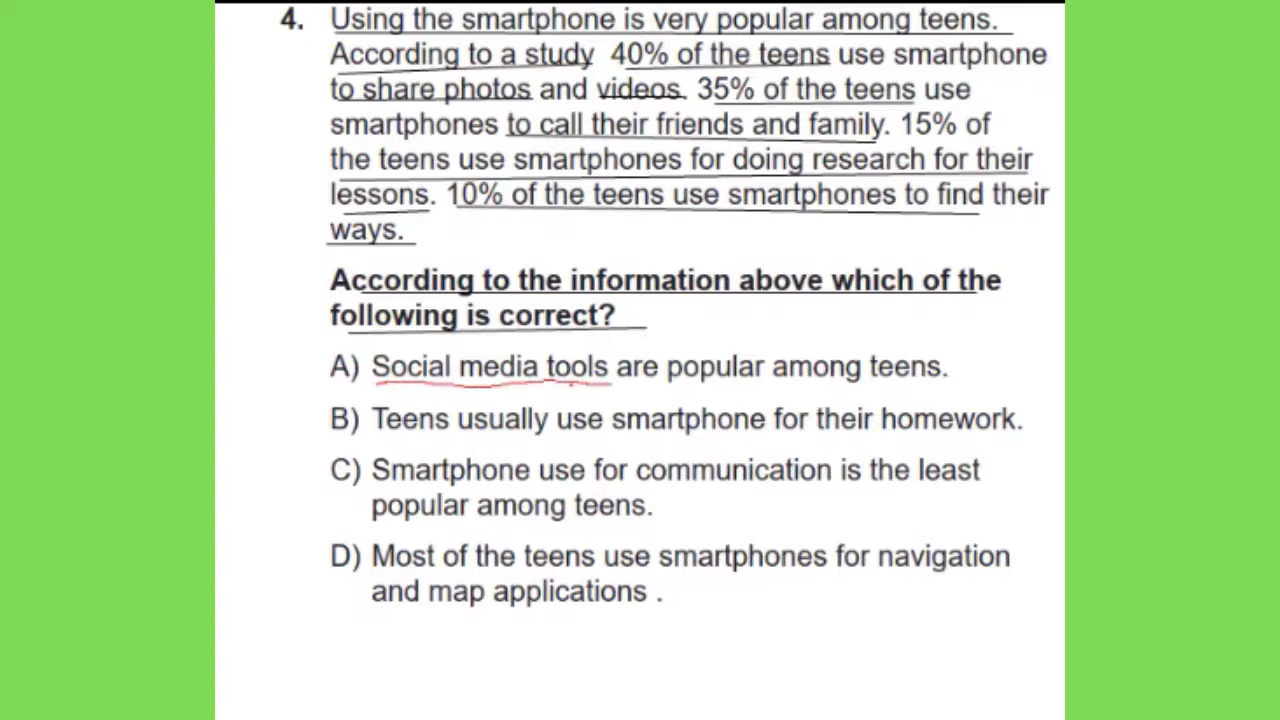 4. Using the smartphone is very popular among teens.
According to a study 40% of the teens use smartphone
to share photos and videos. 35% of the teens use
smartphones to call their friends and family. 15% of
the teens use smartphones for doing research for their
lessons. 10% of the teens use smartphones to find their
ways.
According to the information above which of the
following is correct?
A) Social media tools are popular among teens.
B) Teens usually use smartphone for their homework.
C) Smartphone use for communication is the least
popular among teens.
D) Most of the teens use smartphones for navigation
and map applications .